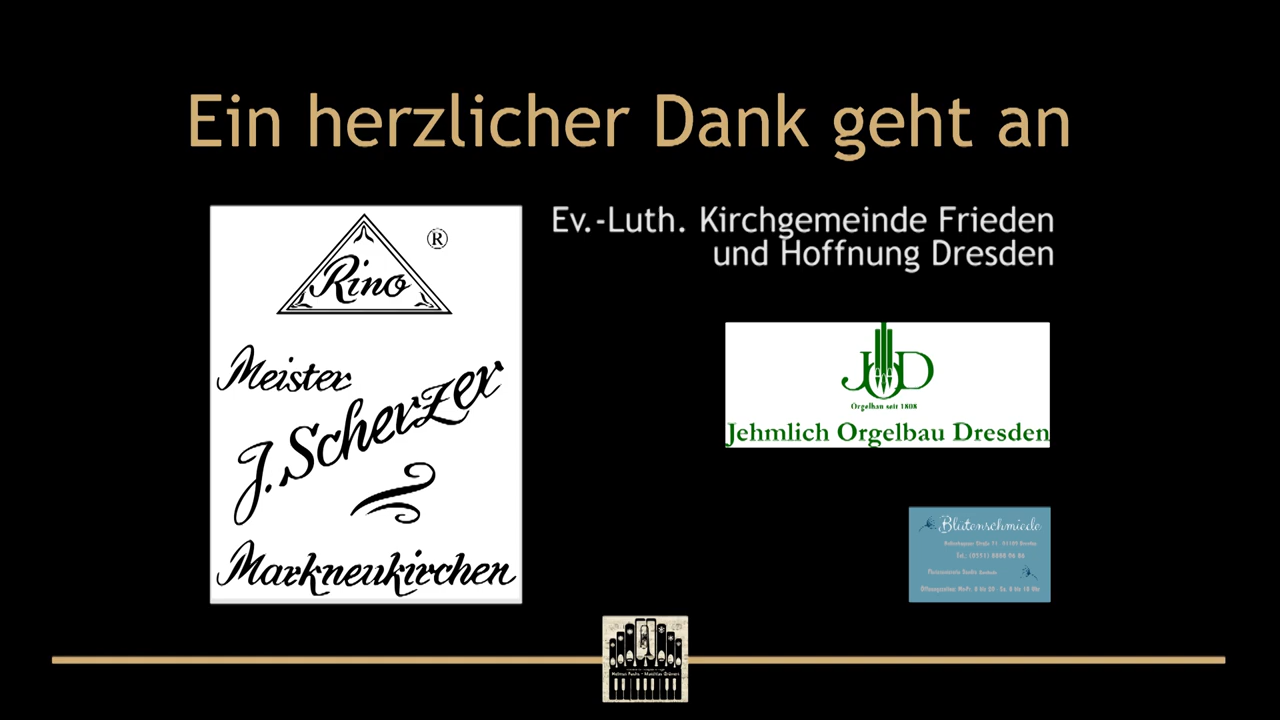 Ein herzlicher Dank geht an
Rino ®
Meister
J. Scherzer
Markneukirchen
Ev.-Luth. Kirchgemeinde Frieden
und Hoffnung Dresden
JOD
Orgelbau seit 1808
Jehmlich Orgelbau Dresden
Blütenschmiede